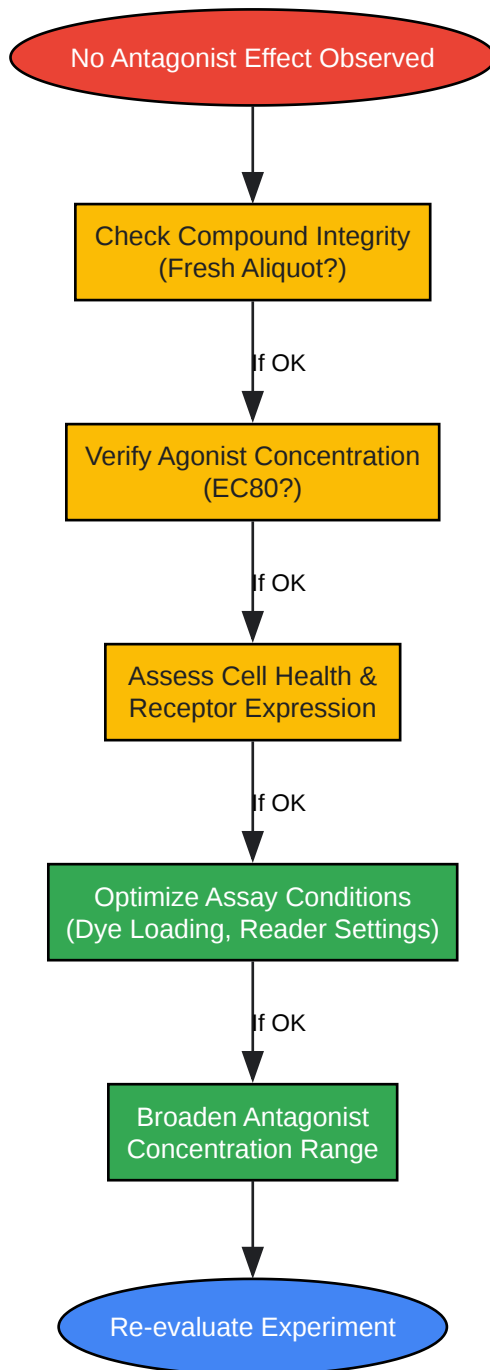 No Antagonist Effect Observed
Check Compound Integrity
(Fresh Aliquot?)
If OK
Verify Agonist Concentration
(EC80?)
If OK
Assess Cell Health &
Receptor Expression
If OK
Optimize Assay Conditions
(Dye Loading, Reader Settings)
If OK
Broaden Antagonist
Concentration Range
Re-evaluate Experiment